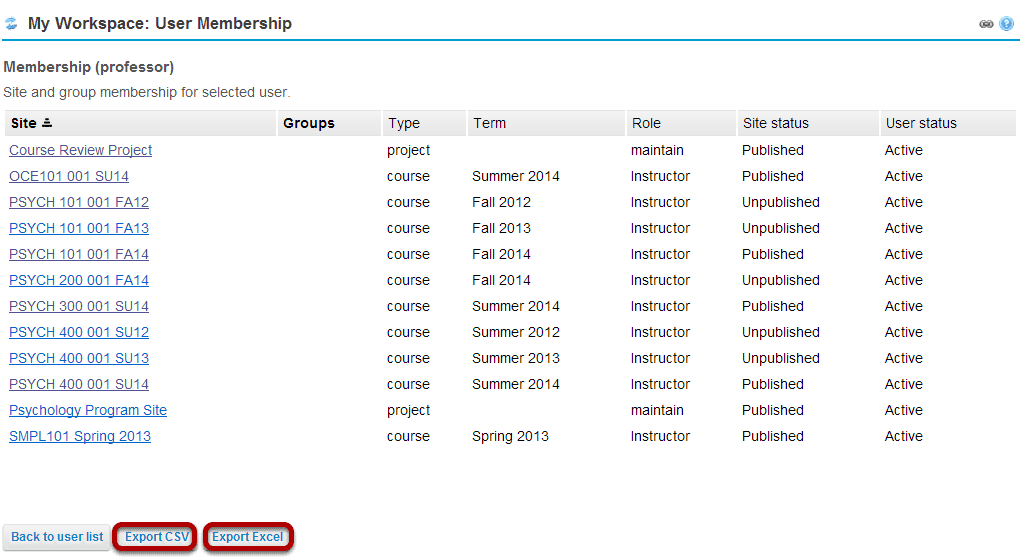 My Workspace: User Membership
Membership (professor)
Site and group membership for selected user.
Site Groups Type Term Role Site status User status
Course Review Project project maintain Published Active
OCE101 001 SU14 course Summer 2014 Instructor Published Active
PSYCH 101 001 FA12 course Fall 2012 Instructor Unpublished Active
PSYCH 101 001 FA13 course Fall 2013 Instructor Unpublished Active
PSYCH 101 001 FA14 course Fall 2014 Instructor Published Active
PSYCH 200 001 FA14 course Fall 2014 Instructor Unpublished Active
PSYCH 300 001 SU14 course Summer 2014 Instructor Published Active
PSYCH 400 001 SU12 course Summer 2012 Instructor Unpublished Active
PSYCH 400 001 SU13 course Summer 2013 Instructor Unpublished Active
PSYCH 400 001 SU14 course Summer 2014 Instructor Published Active
Psychology Program Site project maintain Published Active
SMPL101 Spring 2013 course Spring 2013 Instructor Published Active
Back to user list Export CSV Export Excel